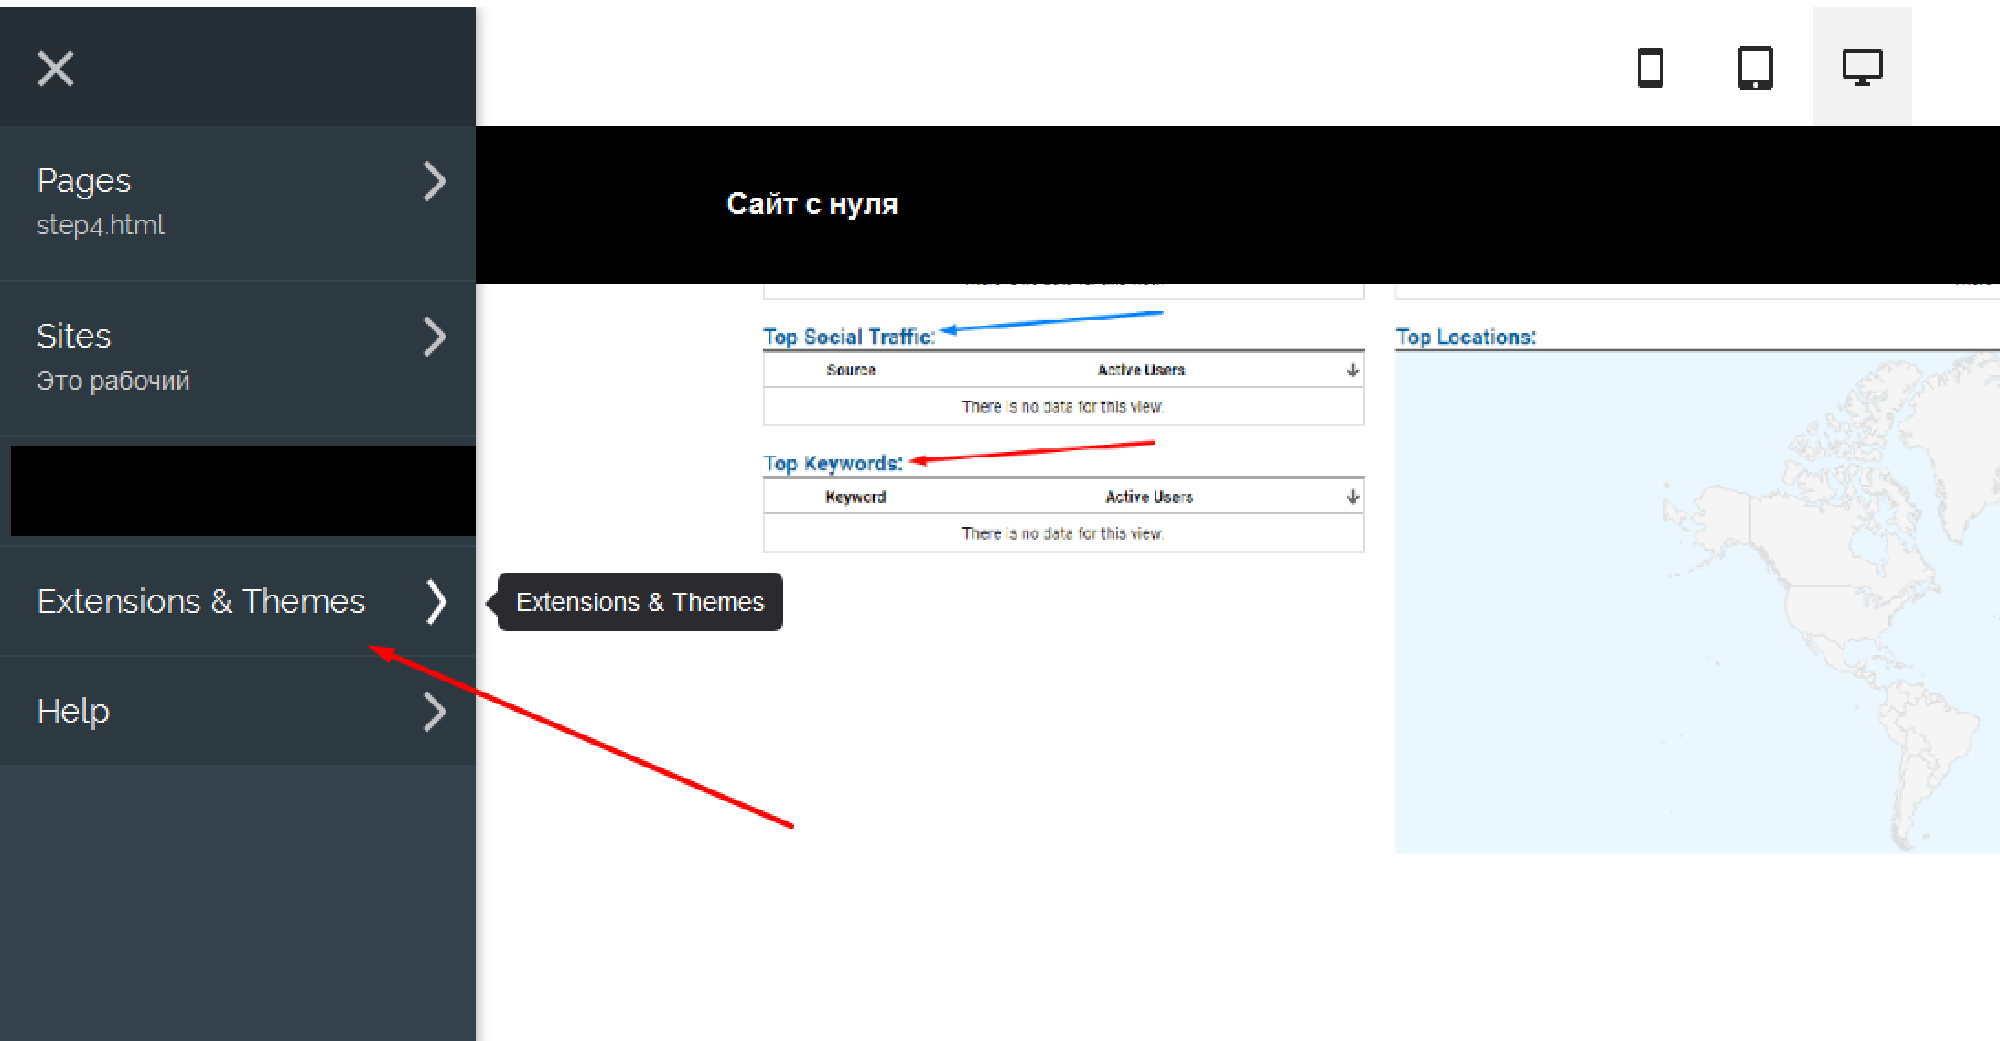 Pages
step4.html
Sites
Это рабочий
Extensions & Themes
Help
Extensions & Themes
Сайт с нуля
Top Social Traffic:
Source Active Users
There is no data for this view.
Top Keywords:
Keyword Active Users
There is no data for this view.
Top Locations: